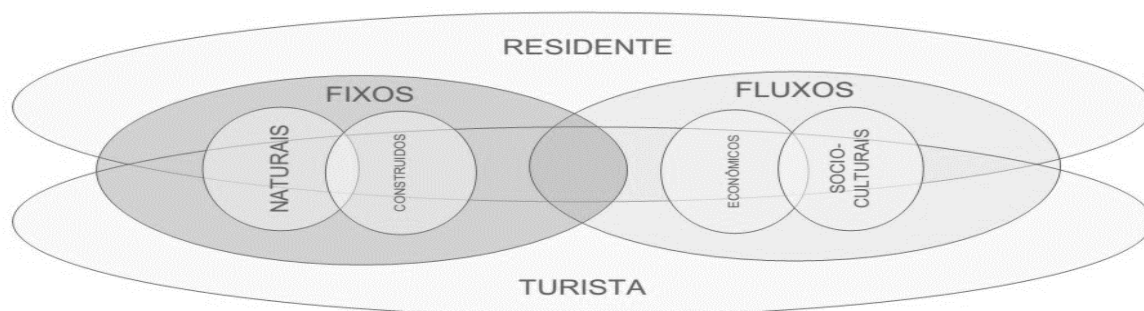 RESIDENTE
FIXOS
FLUXOS
NATURAIS
CONSTRUIDOS
ECONÔMICOS
SOCIO-
CULTURAIS
TURISTA